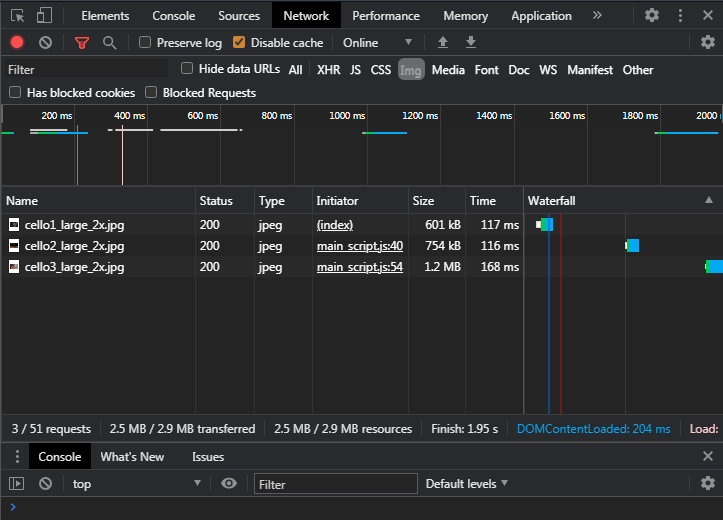 Elements Console Sources Network Performance Memory Application »
Preserve log Disable cache Online
Filter Hide data URLs All XHR JS CSS Img Media Font Doc WS Manifest Other
Has blocked cookies Blocked Requests
200 ms 400 ms 600 ms 800 ms 1000 ms 1200 ms 1400 ms 1600 ms 1800 ms 2000
Name Status Type Initiator Size Time Waterfall
cello1_large_2x.jpg 200 jpeg (index) 601 kB 117 ms
cello2_large_2x.jpg 200 jpeg main_script.js:40 754 kB 116 ms
cello3_large_2x.jpg 200 jpeg main_script.js:54 1.2 MB 168 ms
3 / 51 requests 2.5 MB / 2.9 MB transferred 2.5 MB / 2.9 MB resources Finish: 1.95 s DOMContentLoaded: 204 ms Load:
Console What's New Issues
top Filter Default levels